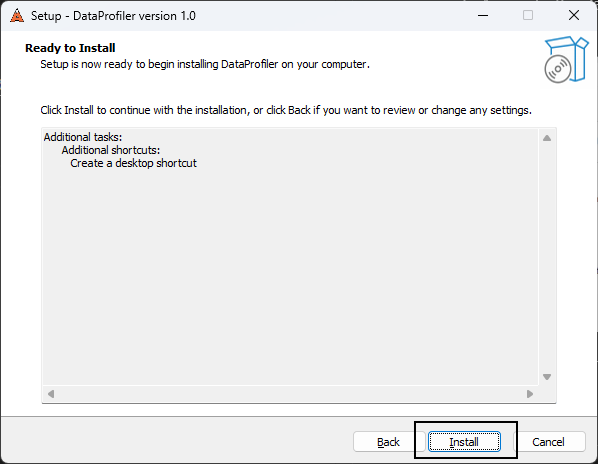 Setup - DataProfiler version 1.0
Ready to Install
Setup is now ready to begin installing DataProfiler on your computer.
Click Install to continue with the installation, or click Back if you want to review or change any settings.
Additional tasks:
Additional shortcuts:
Create a desktop shortcut
Back
Install
Cancel